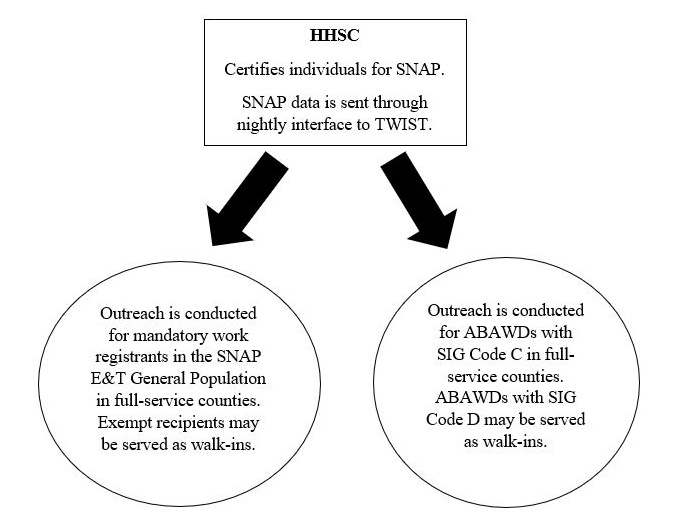 HHSC
Certifies individuals for SNAP.
SNAP data is sent through
nightly interface to TWIST.
Outreach is conducted
for mandatory work
registrants in the SNAP
E&T General Population
in full-service counties.
Exempt recipients may
be served as walk-ins.
Outreach is conducted
for ABAWDs with
SIG Code C in full-
service counties.
ABAWDs with SIG
Code D may be served
as walk-ins.